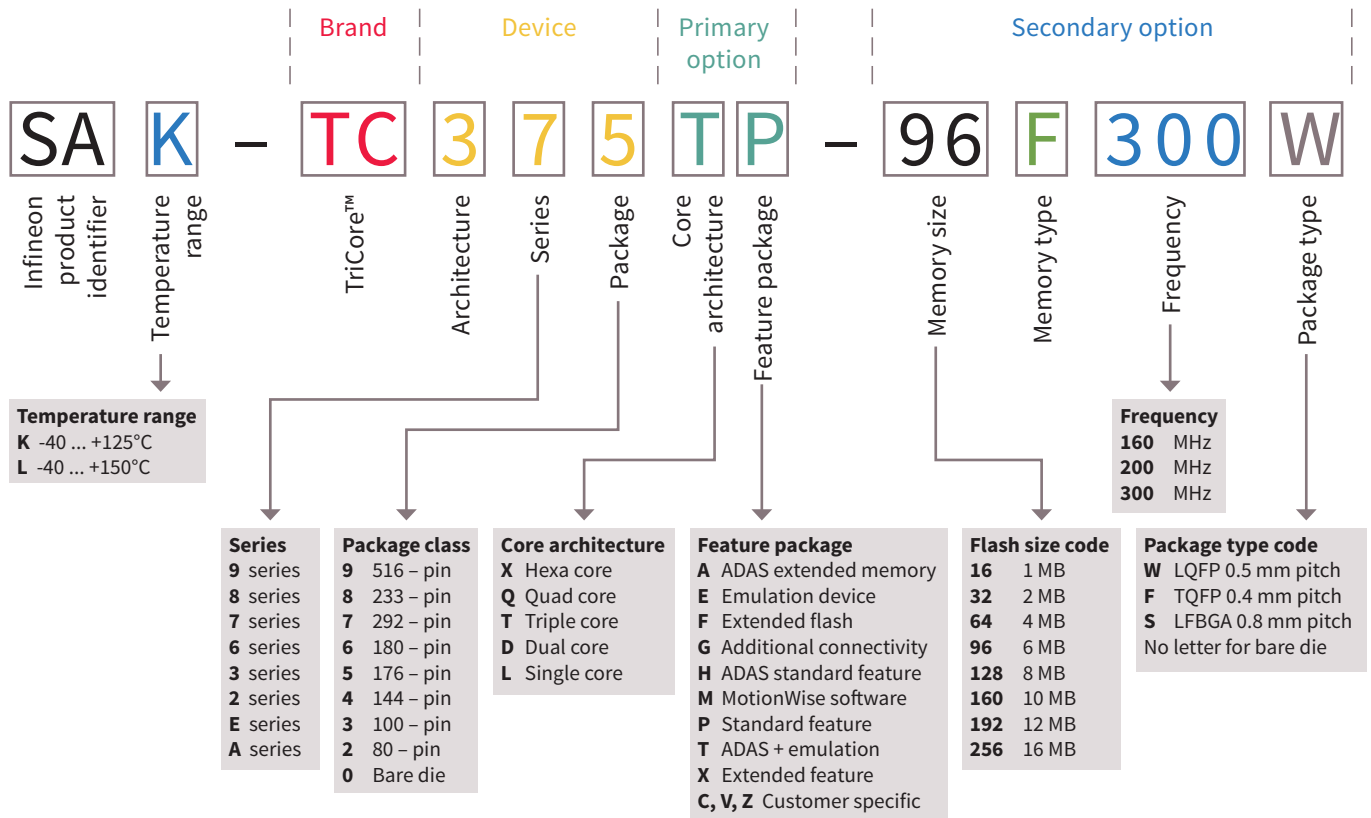 Brand
Device
Primary
option
Secondary option
SA K – TC 3 7 5 T P – 96 F 300 W
Infineon
product
identifier
Temperature
range
TriCore™
Architecture
Series
Package
Core
architecture
Feature package
Memory size
Memory type
Frequency
Package type
Temperature range
K -40 ... +125°C
L -40 ... +150°C
Frequency
160 MHz
200 MHz
300 MHz
Series
9 series
8 series
7 series
6 series
3 series
2 series
E series
A series
Package class
9 516 – pin
8 233 – pin
7 292 – pin
6 180 – pin
5 176 – pin
4 144 – pin
3 100 – pin
2 80 – pin
0 Bare die
Core architecture
X Hexa core
Q Quad core
T Triple core
D Dual core
L Single core
Feature package
A ADAS extended memory
E Emulation device
F Extended flash
G Additional connectivity
H ADAS standard feature
M MotionWise software
P Standard feature
T ADAS + emulation
X Extended feature
C, V, Z Customer specific
Flash size code
16 1 MB
32 2 MB
64 4 MB
96 6 MB
128 8 MB
160 10 MB
192 12 MB
256 16 MB
Package type code
W LQFP 0.5 mm pitch
F TQFP 0.4 mm pitch
S LFBGA 0.8 mm pitch
No letter for bare die